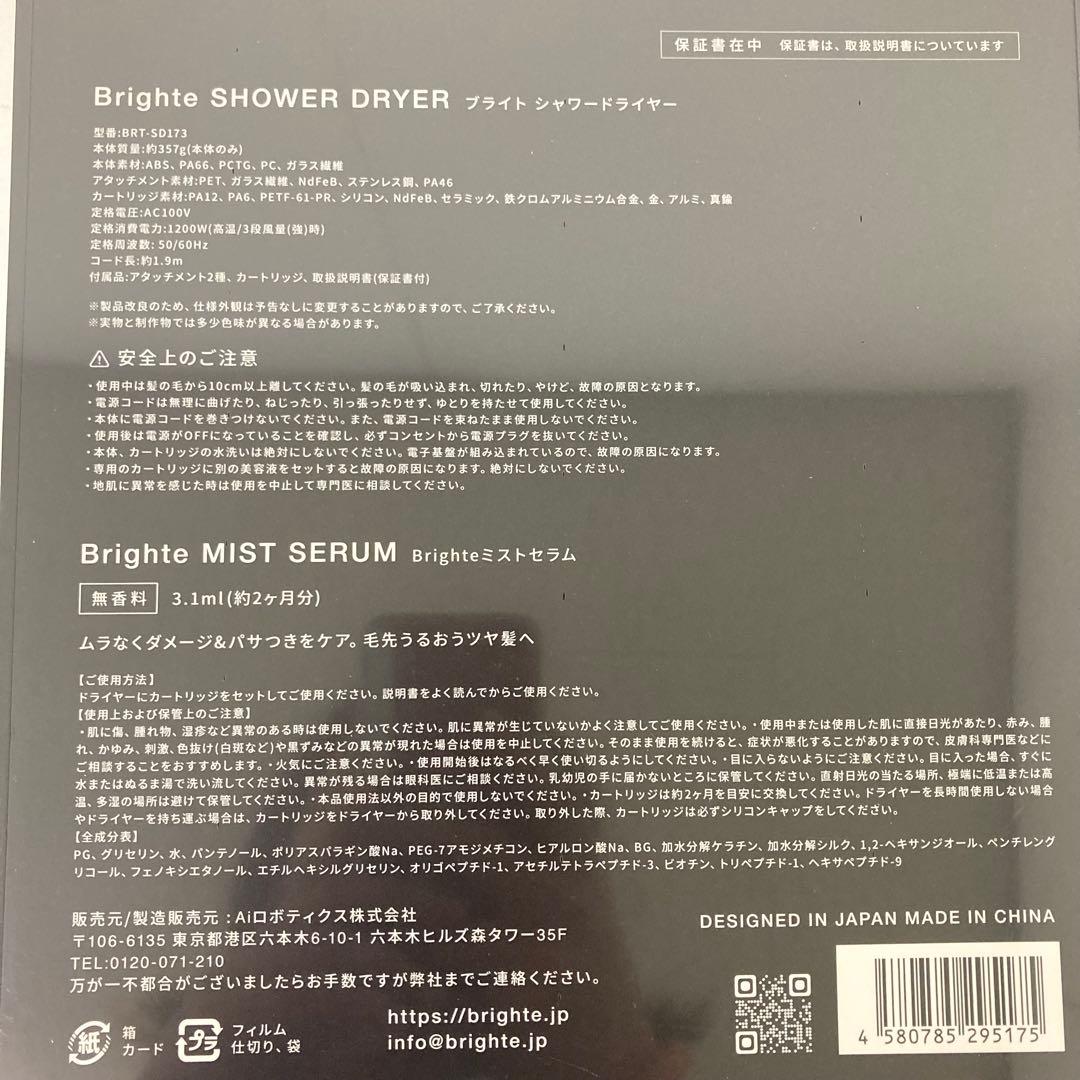 保証書在中 保証書は、取扱説明書についています
Brighte SHOWER DRYER ブライト シャワードライヤー
型番:BRT-SD173
本体質量:約357g(本体のみ)
本体素材:ABS、PA66、PCTG、PC、ガラス繊維
アタッチメント素材:PET、ガラス繊維、NdFeB、ステンレス鋼、PA46
カートリッジ素材:PA12、PA6、PETF-61-PR、シリコン、NdFeB、セラミック、鉄クロムアルミニウム合金、金、アルミ、真鍮
定格電圧:AC100V
定格消費電力:1200W(高温/3段風量(強)時)
定格周波数: 50/60Hz
コード長:約1.9m
付属品:アタッチメント2種、カートリッジ、取扱説明書(保証書付)
※製品改良のため、仕様外観は予告なしに変更することがありますので、ご了承ください。
※実物と制作物では多少色味が異なる場合があります。
安全上のご注意
・使用中は髪の毛から10cm以上離してください。髪の毛が吸い込まれ、切れたり、やけど、故障の原因となります。
・電源コードは無理に曲げたり、ねじったり、引っ張ったりせず、ゆとりを持たせて使用してください。
・本体に電源コードを巻きつけないでください。また、電源コードを束ねたまま使用しないでください。
・使用後は電源がOFFになっていることを確認し、必ずコンセントから電源プラグを抜いてください。
・本体、カートリッジの水洗いは絶対にしないでください。電子基盤が組み込まれているので、故障の原因になります。
・専用のカートリッジに別の美容液をセットすると故障の原因になります。絶対にしないでください。
・地肌に異常を感じた時は使用を中止して専門医に相談してください。
Brighte MIST SERUM Brighteミストセラム
無香料 3.1ml(約2ヶ月分)
ムラなくダメージ&パサつきをケア。毛先うるおうツヤ髪へ
【ご使用方法】
ドライヤーにカートリッジをセットしてご使用ください。説明書をよく読んでからご使用ください。
【使用上および保管上のご注意】
・肌に傷、腫れ物、湿疹など異常のある時は使用しないでください。肌に異常が生じていないかよく注意してご使用ください。・使用中または使用した肌に直接日光があたり、赤み、腫
れ、かゆみ、刺激、色抜け(白斑など)や黒ずみなどの異常が現れた場合は使用を中止してください。そのまま使用を続けると、症状が悪化することがありますので、皮膚科専門医などに
ご相談することをおすすめします。・火気にご注意ください。・使用開始後はなるべく早く使い切るようにしてください。・目に入らないようにご注意ください。目に入った場合、すぐに
水またはぬるま湯で洗い流してください。異常が残る場合は眼科医にご相談ください。乳幼児の手に届かないところに保管してください。直射日光の当たる場所、極端に低温または高
温、多湿の場所は避けて保管してください。・本品使用法以外の目的で使用しないでください。・カートリッジは約2ヶ月を目安に交換してください。ドライヤーを長時間使用しない場合
やドライヤーを持ち運ぶ場合は、カートリッジをドライヤーから取り外してください。取り外した際、カートリッジは必ずシリコンキャップをしてください。
【全成分表】
PG、グリセリン、水、パンテノール、ポリアスパラギン酸Na、PEG-7アモジメチコン、ヒアルロン酸Na、BG、加水分解ケラチン、加水分解シルク、1,2-ヘキサンジオール、ペンチレング
リコール、フェノキシエタノール、エチルヘキシルグリセリン、オリゴペプチド-1、アセチルテトラペプチド-3、ビオチン、トリペプチド-1、ヘキサペプチド-9
販売元/製造販売元 : Aiロボティクス株式会社
〒106-6135 東京都港区六本木6-10-1 六本木ヒルズ森タワー35F
TEL:0120-071-210
万が一不都合がございましたらお手数ですが弊社までご連絡ください。
DESIGNED IN JAPAN MADE IN CHINA
紙 箱
カード
プラ フィルム
仕切り、袋
https://brighte.jp
info@brighte.jp
4 580785 295175